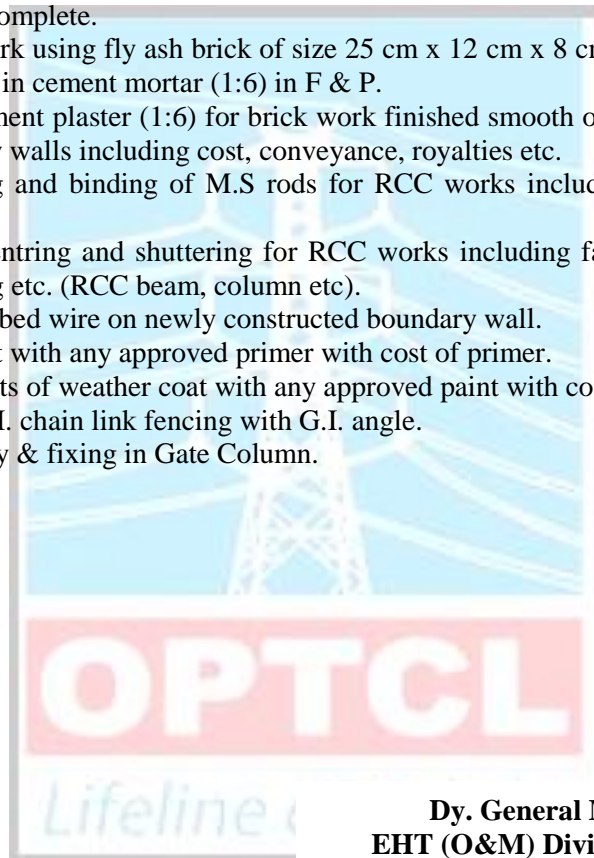 omplete.
rk using fly ash brick of size 25 cm x 12 cm x 8 cm
in cement mortar (1:6) in F & P.
nent plaster (1:6) for brick work finished smooth o
y walls including cost, conveyance, royalties etc.
g and binding of M.S rods for RCC works includ
entring and shuttering for RCC works including fa
g etc. (RCC beam, column etc).
bed wire on newly constructed boundary wall.
t with any approved primer with cost of primer.
ts of weather coat with any approved paint with co
I. chain link fencing with G.I. angle.
y & fixing in Gate Column.
OPTCL
Lifeline
Dy. General
EHT (O&M) Divi